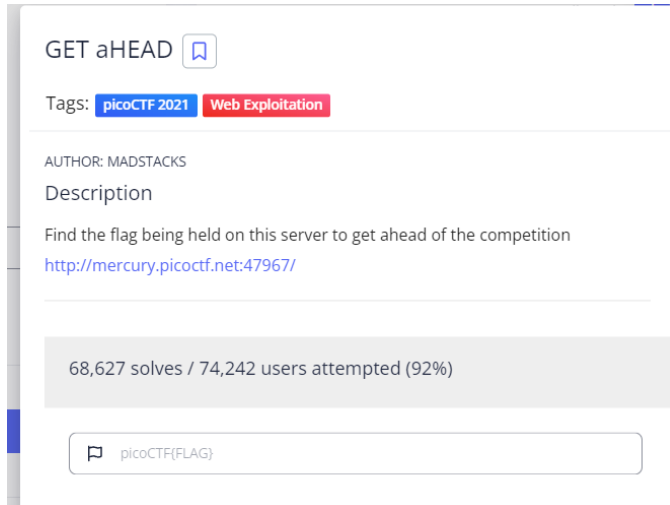 GET aHEAD
Tags: picoCTF 2021 Web Exploitation
AUTHOR: MADSTACKS
Description
Find the flag being held on this server to get ahead of the competition
http://mercury.picoctf.net:47967/
68,627 solves / 74,242 users attempted (92%)
picoCTF{FLAG}